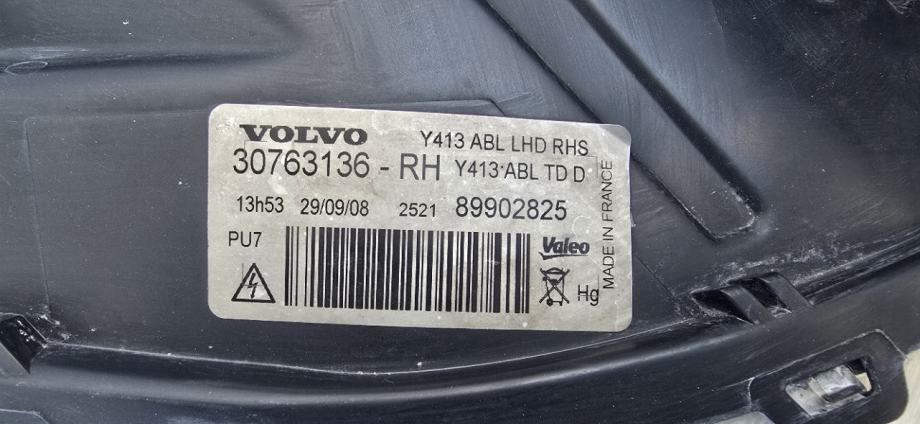 VOLVO Y413 ABL LHD RHS
30763136 - RH Y413 ABL TD D
13h53 29/09/08 2521 89902825
PU7
Valeo
Hg
MADE IN FRANCE